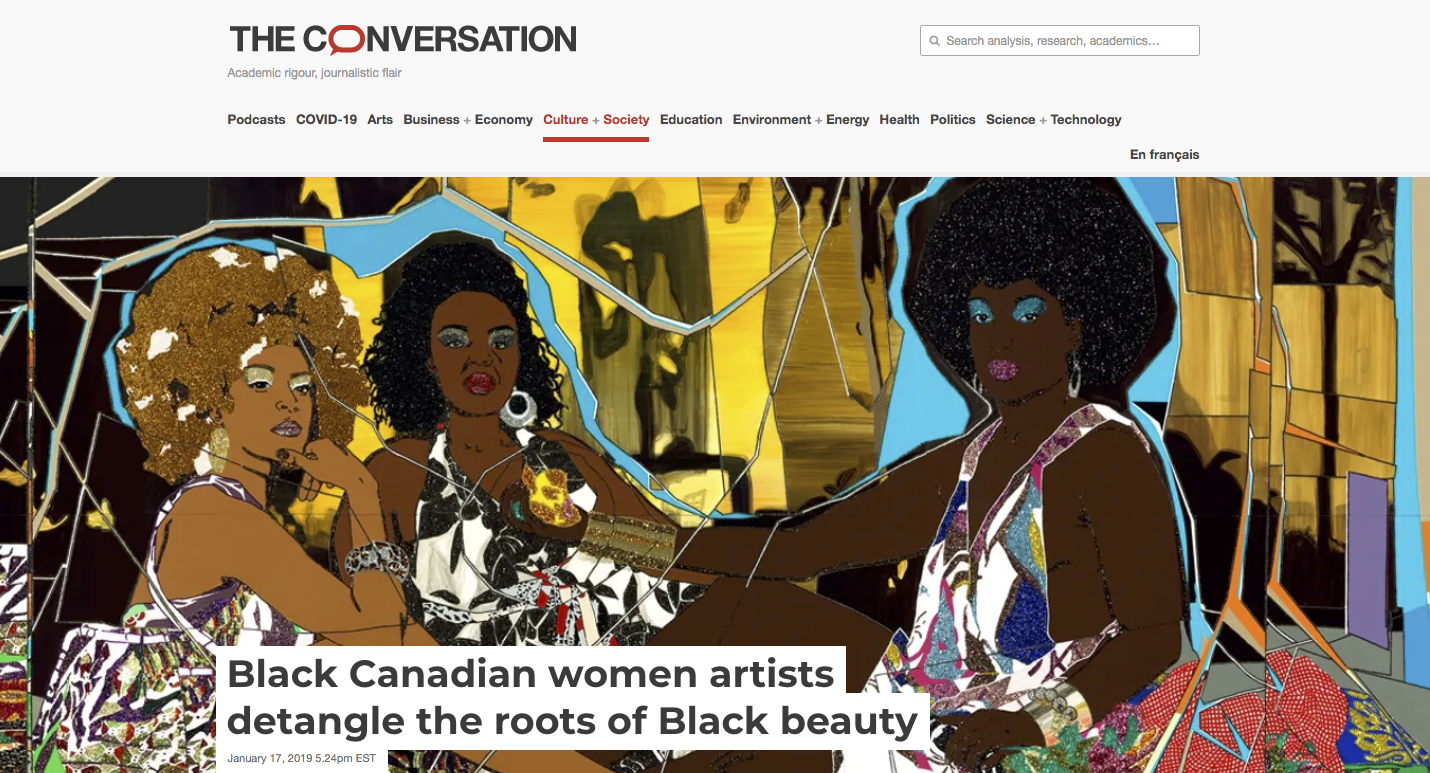 THE CONVERSATION
Search analysis, research, academics...
Academic rigour, journalistic flair
Podcasts COVID-19 Arts Business + Economy Culture + Society Education Environment + Energy Health Politics Science + Technology
En français
Black Canadian women artists
detangle the roots of Black beauty
January 17, 2019 5.24pm EST